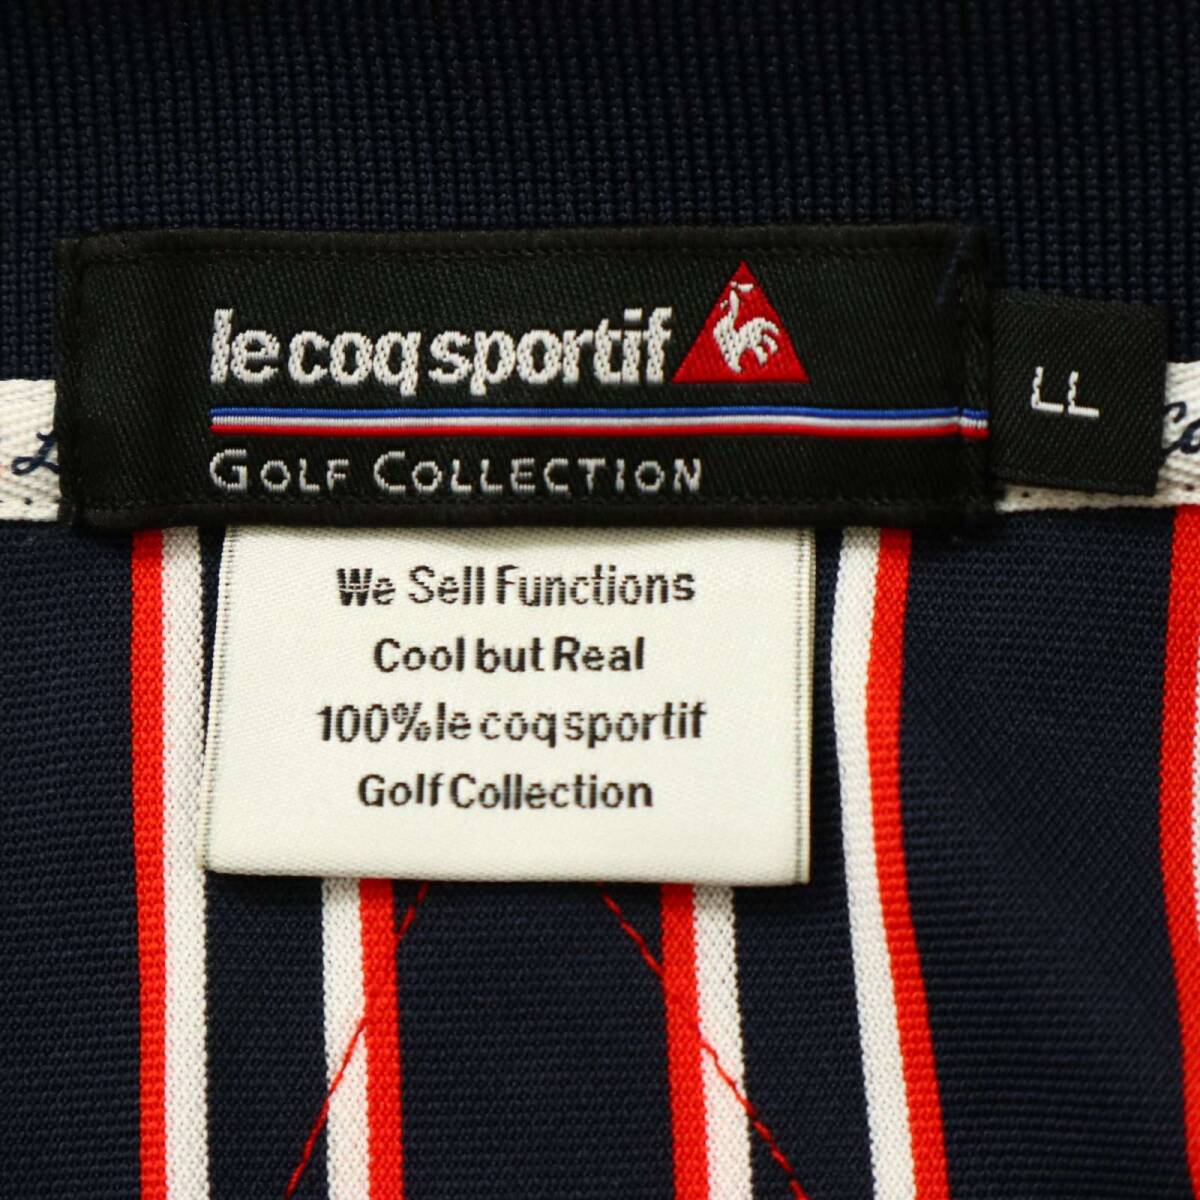 le coq sportif
GOLF COLLECTION
LL
We Sell Functions
Cool but Real
100% le coq sportif
Golf Collection